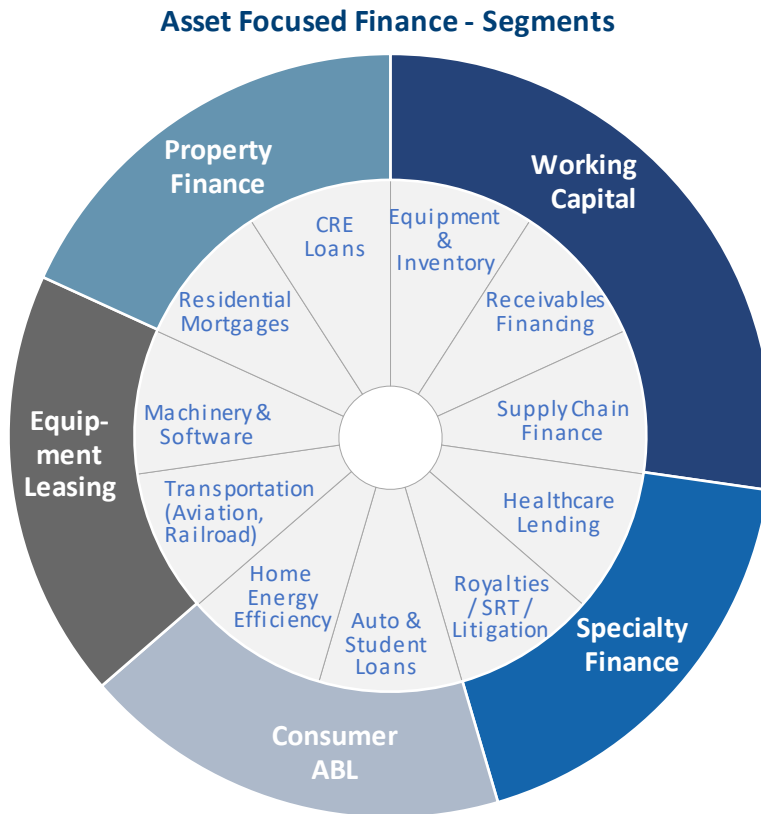 Asset Focused Finance - Segments
Property
Finance
Working
Capital
CRE
Loans
Equipment
&
Inventory
Residential
Mortgages
Receivables
Financing
Equip-
ment
Leasing
Machinery &
Software
Supply Chain
Finance
Transportation
(Aviation,
Railroad)
Healthcare
Lending
Home
Energy
Efficiency
Auto &
Student
Loans
Royalties
/ SRT /
Litigation
Specialty
Finance
Consumer
ABL